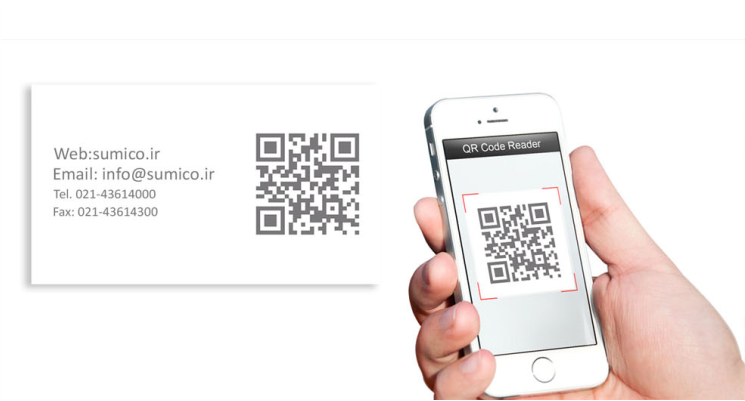 Web:sumico.ir
Email: info@sumico.ir
Tel. 021-43614000
Fax: 021-43614300
QR Code Reader